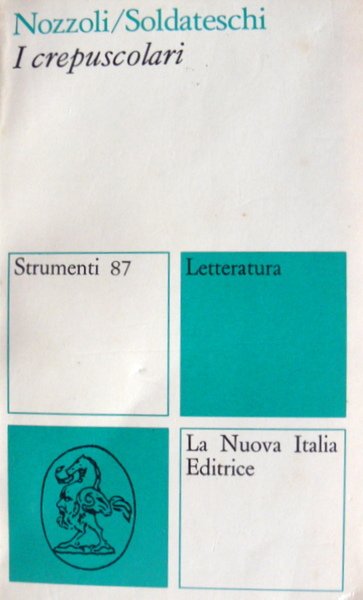 Nozzoli/Soldateschi
I crepuscolari
Strumenti 87
Letteratura
La Nuova Italia
Editrice